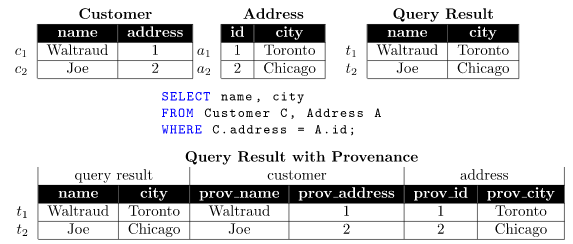 Customer Address Query Result
name address id city name city
c1 Waltraud 1 a1 1 Toronto t1 Waltraud Toronto
c2 Joe 2 a2 2 Chicago t2 Joe Chicago
SELECT name, city
FROM Customer C, Address A
WHERE C.address = A.id;
Query Result with Provenance
query result customer address
name city prov_name prov_address prov_id prov_city
t1 Waltraud Toronto Waltraud 1 1 Toronto
t2 Joe Chicago Joe 2 2 Chicago